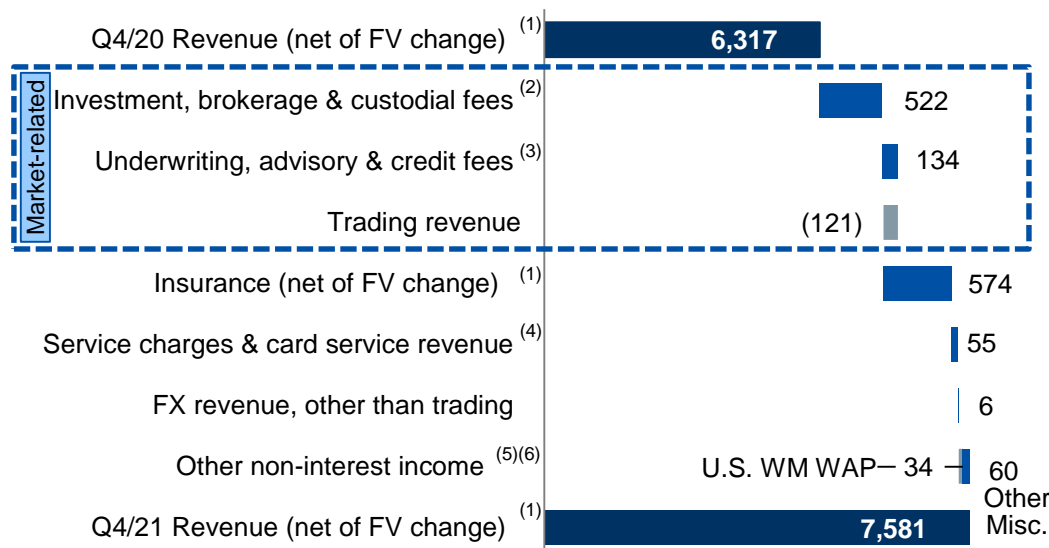 Q4/20 Revenue (net of FV change) (1) 6,317
Market-related
Investment, brokerage & custodial fees (2) 522
Underwriting, advisory & credit fees (3) 134
Trading revenue (121)
Insurance (net of FV change) (1) 574
Service charges & card service revenue (4) 55
FX revenue, other than trading 6
Other non-interest income (5)(6) U.S. WM WAP 34 60
Other
Misc.
Q4/21 Revenue (net of FV change) (1) 7,581